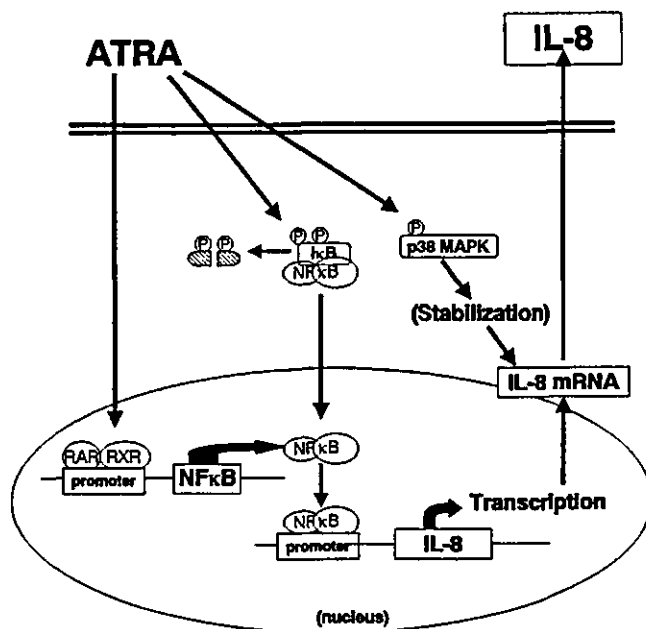 ATRA
IL-8
P P
P P
IκB
NFκB
P
p38 MAPK
(Stabilization)
IL-8 mRNA
RAR RXR
promoter
NFκB
NFκB
Transcription
NFκB
promoter
IL-8
(nucleus)